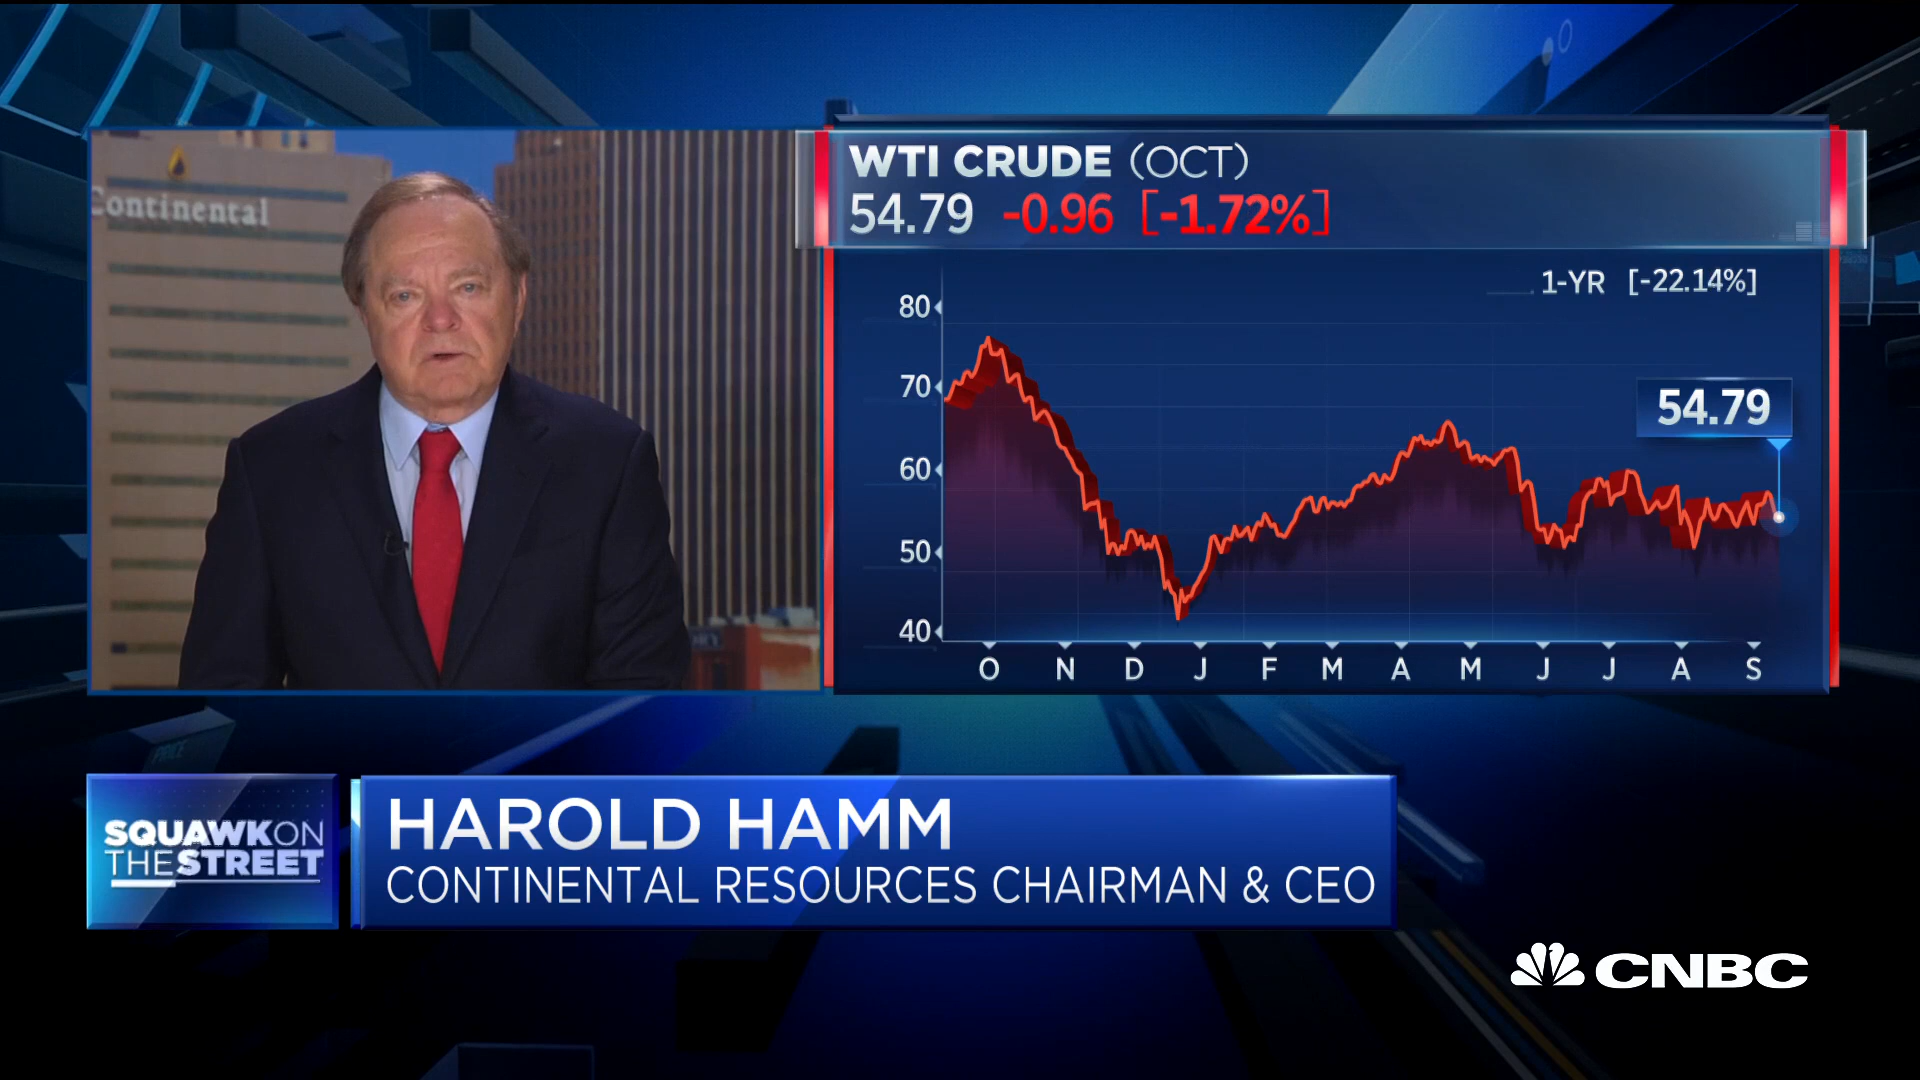 Continental
WTI CRUDE (OCT)
54.79 -0.96 [-1.72%]
1-YR [-22.14%]
80
70
60
50
40
54.79
O N D J F M A M J J A S
PRICE
SQUAWK ON
THE STREET
HAROLD HAMM
CONTINENTAL RESOURCES CHAIRMAN & CEO
CNBC